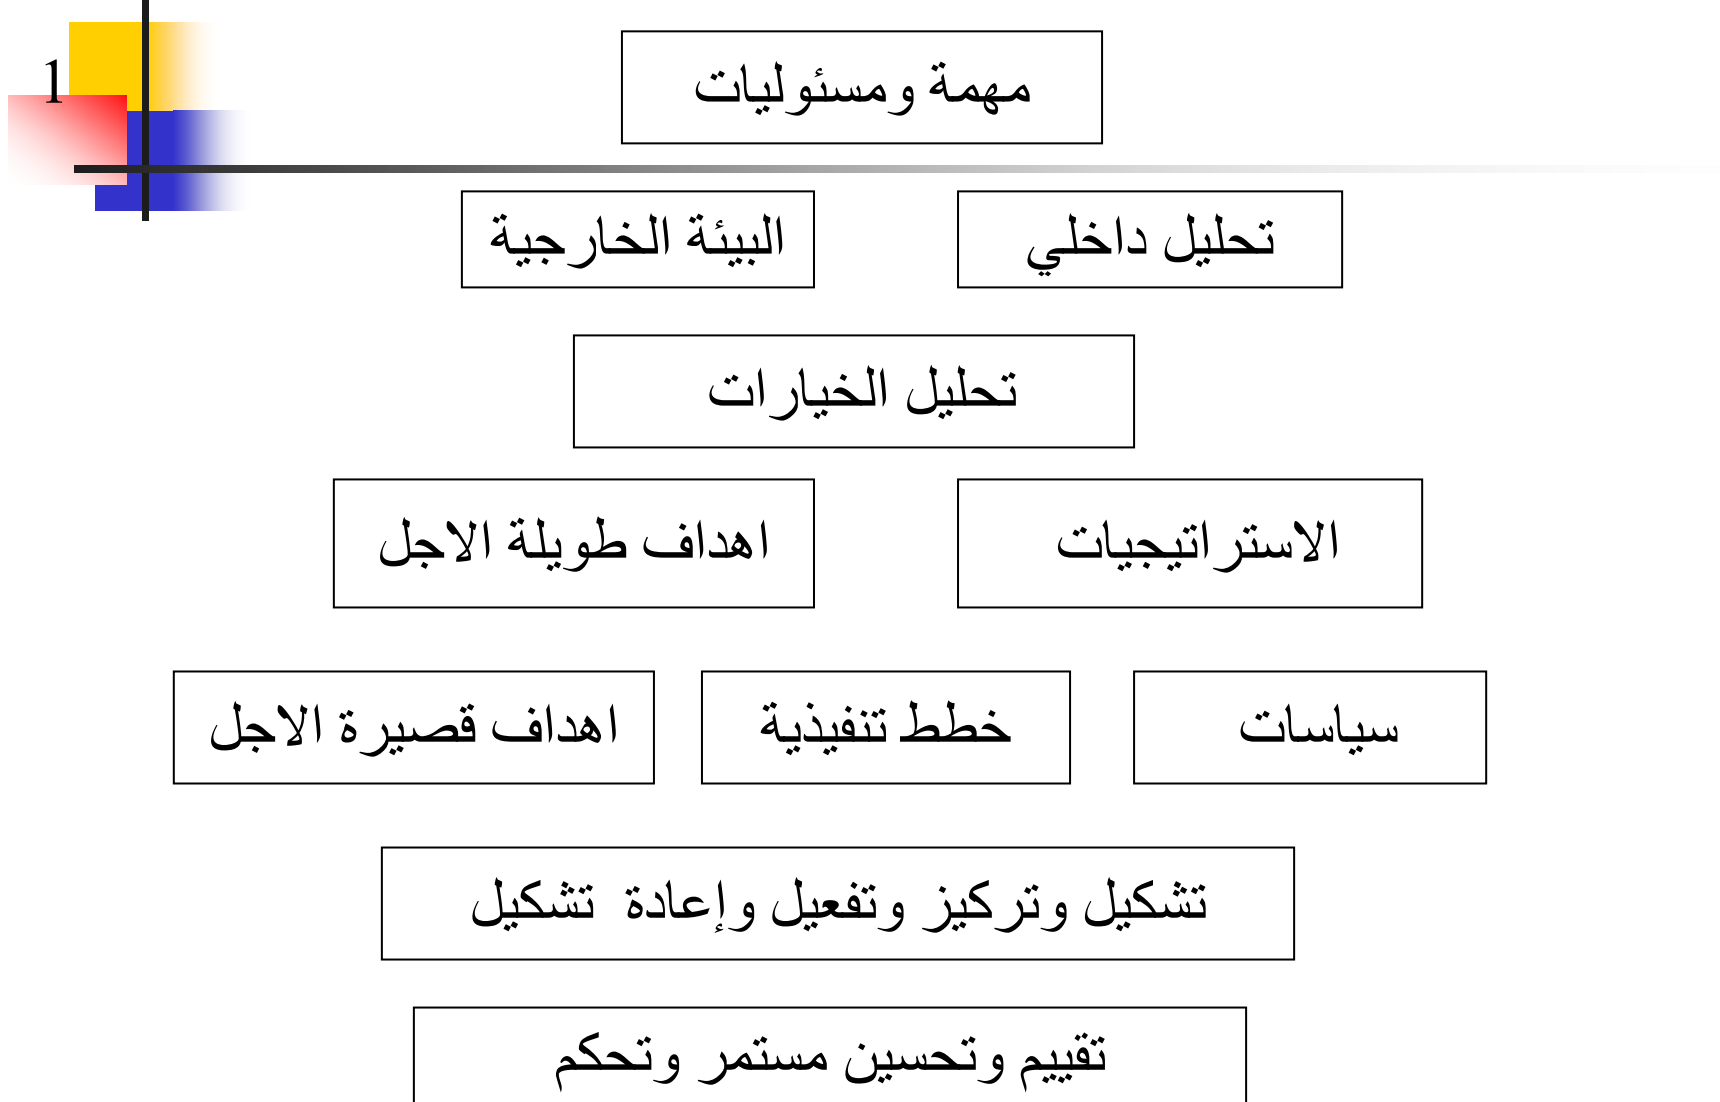 1
مهمة ومسئوليات
تحليل داخلي
البيئة الخارجية
تحليل الخيارات
الاستراتيجيات
اهداف طويلة الاجل
سياسات
خطط تنفيذية
اهداف قصيرة الاجل
تشكيل وتركيز وتفعيل وإعادة تشكيل
تقييم وتحسين مستمر وتحكم